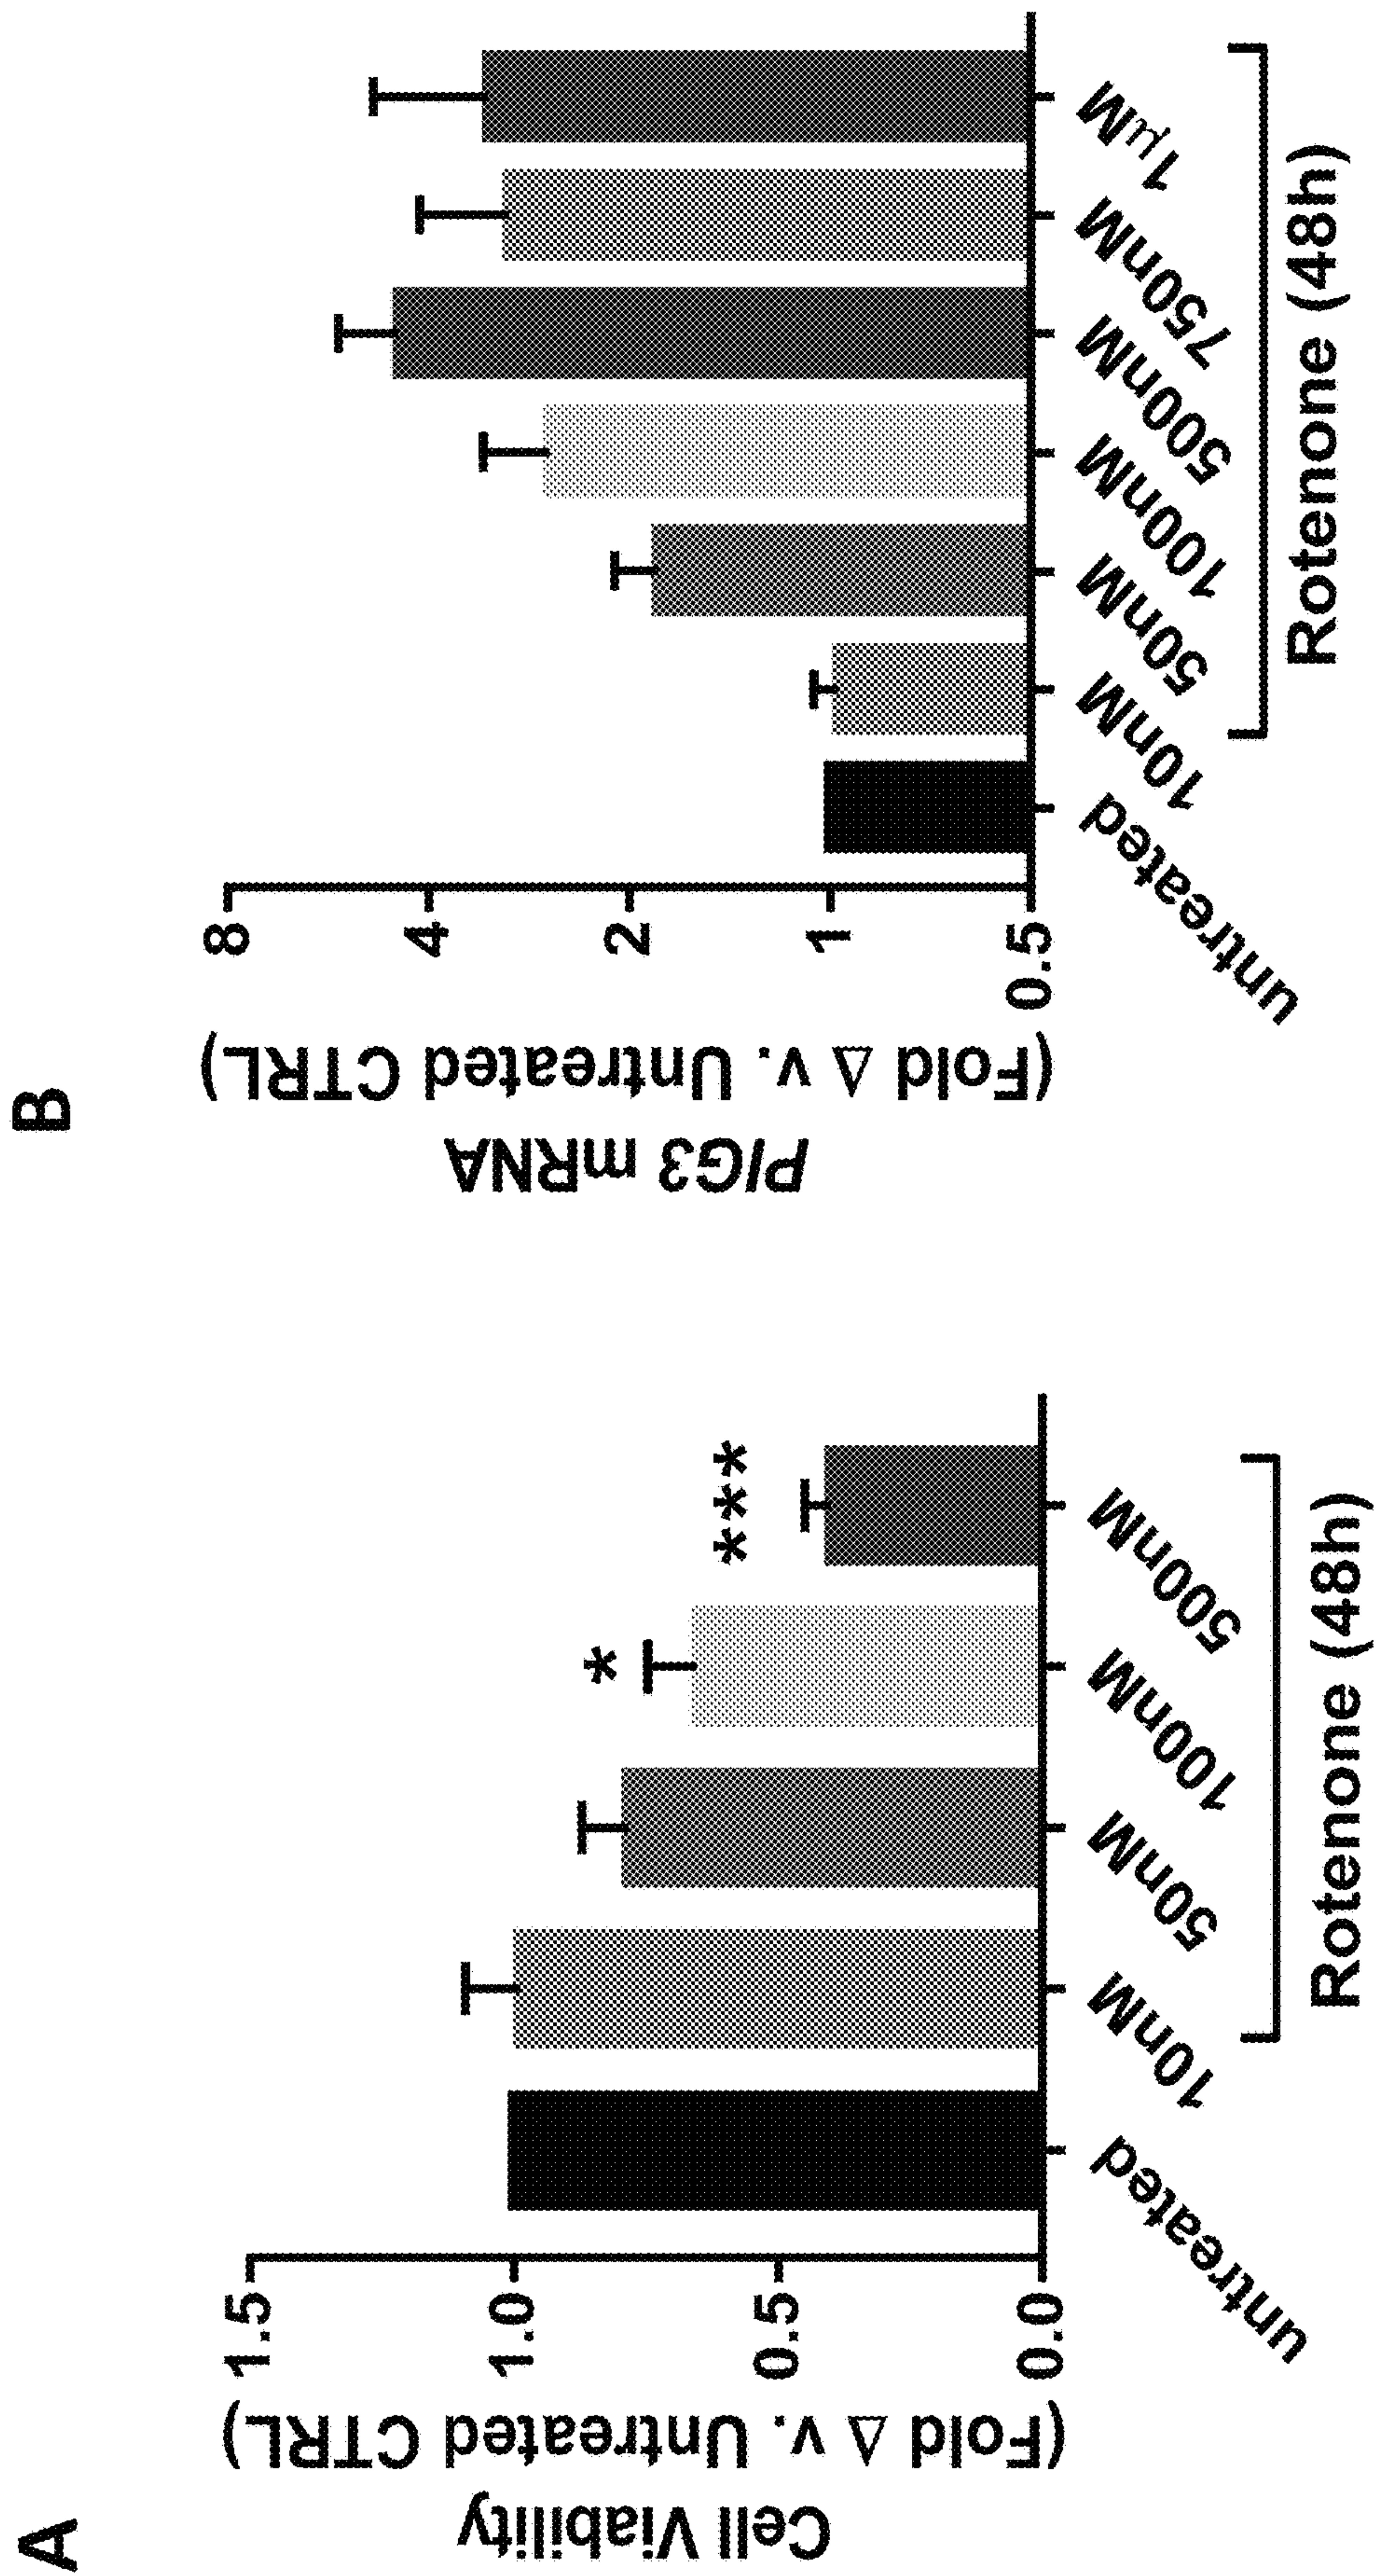 A
Cell Viability
(Fold Δ v. Untreated CTRL)
1.5
1.0
0.5
0.0
untreated
10nM
50nM
100nM
500nM
*
***
Rotenone (48h)
B
PIG3 mRNA
(Fold Δ v. Untreated CTRL)
8
4
2
1
0.5
untreated
10nM
50nM
100nM
500nM
750nM
1μM
Rotenone (48h)